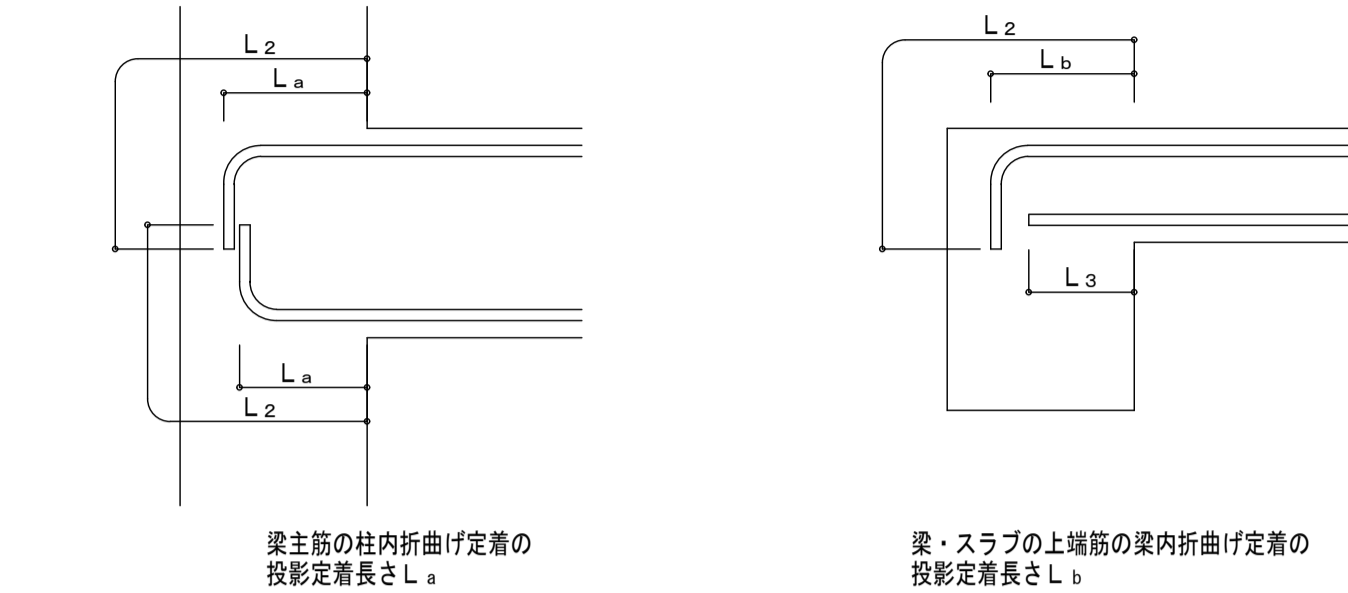 L2
La
La
L2
梁主筋の柱内折曲げ定着の
投影定着長さLa
L2
Lb
L3
梁・スラブの上端筋の梁内折曲げ定着の
投影定着長さLb